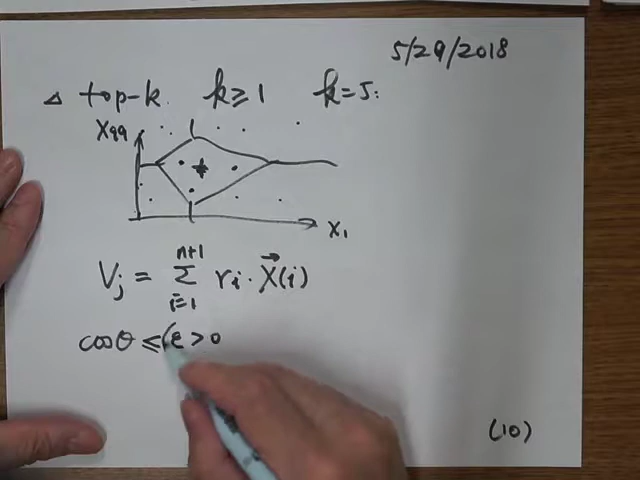 5/29/2018
△ top-k. k≥1 k=5:
X99
X1
Vj = n+1 Σ i=1 ri · X⃗(i)
cosθ ≤ (ε > 0
(10)